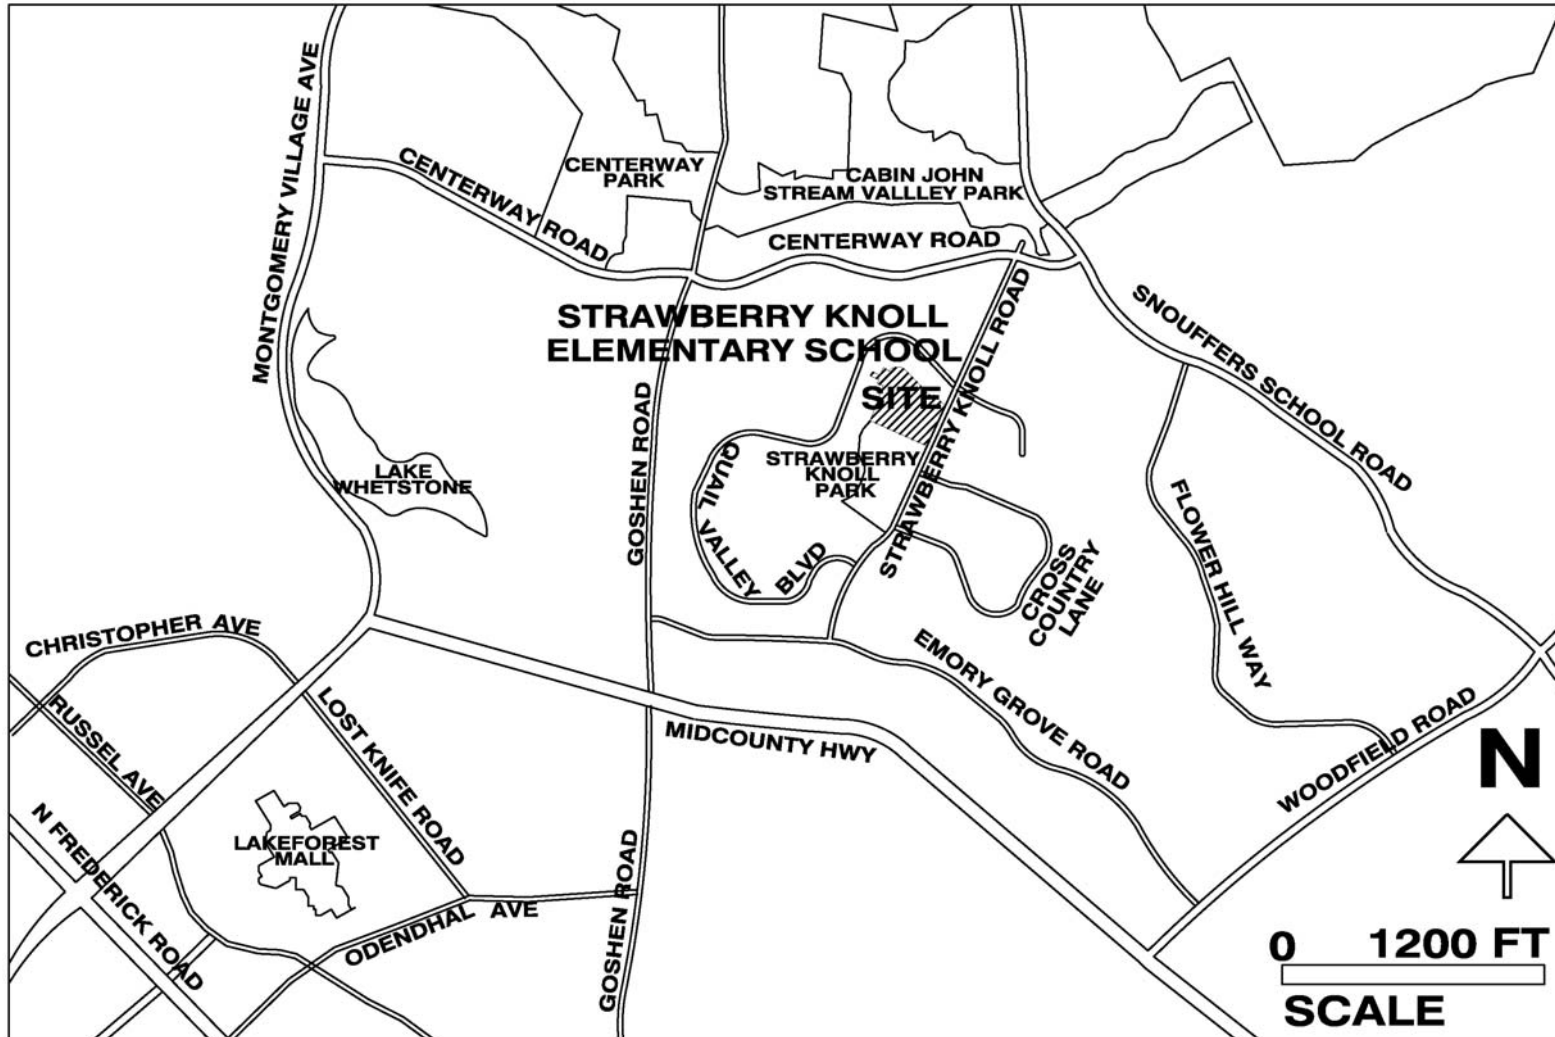 MONTGOMERY VILLAGE AVE
CENTERWAY ROAD
CENTERWAY
PARK
CABIN JOHN
STREAM VALLLEY PARK
CENTERWAY ROAD
STRAWBERRY KNOLL
ELEMENTARY SCHOOL
SITE
STRAWBERRY KNOLL ROAD
SNOUFFERS SCHOOL ROAD
GOSHEN ROAD
LAKE
WHETSTONE
QUAIL VALLEY BLVD
STRAWBERRY
KNOLL
PARK
CROSS
COUNTRY
LANE
FLOWER HILL WAY
CHRISTOPHER AVE
RUSSEL AVE
LOST KNIFE ROAD
EMORY GROVE ROAD
MIDCOUNTY HWY
WOODFIELD ROAD
N FREDERICK ROAD
LAKEFOREST
MALL
ODENDHAL AVE
GOSHEN ROAD
N
0 1200 FT
SCALE